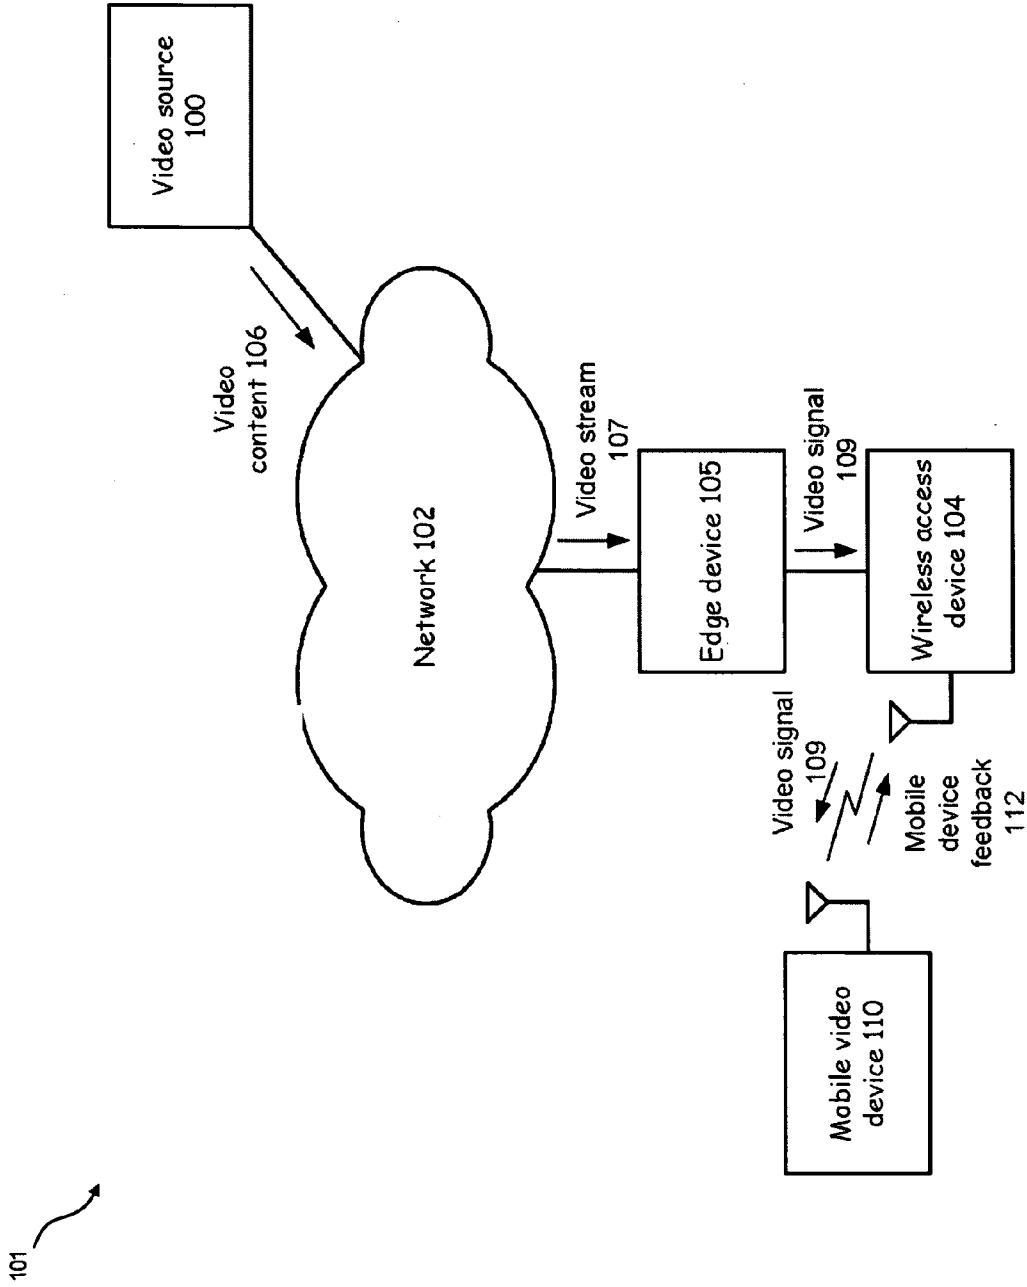 101
Video source
100
Video
content 106
Network 102
Video stream
107
Edge device 105
Video signal
109
Wireless access
device 104
Video signal
109
Mobile
device
feedback
112
Mobile video
device 110